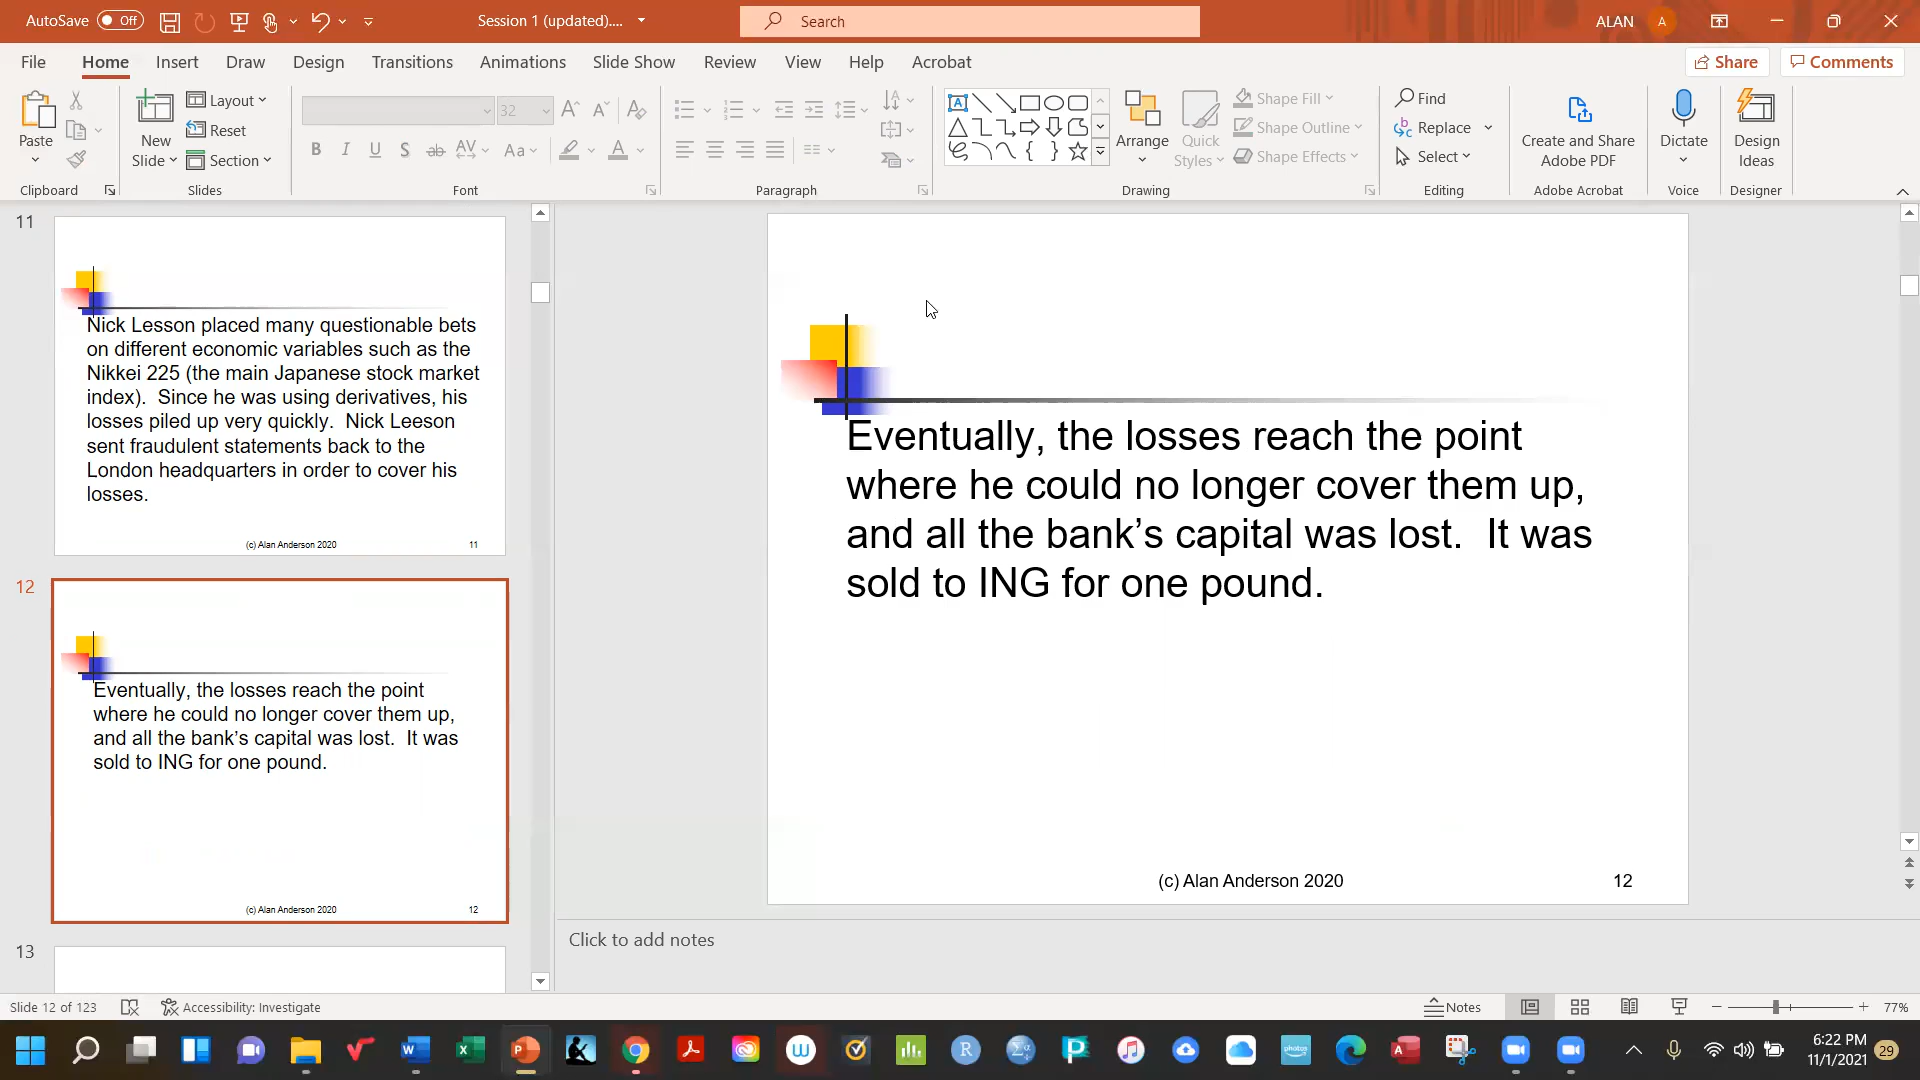 AutoSave Off
Session 1 (updated)....
Search
ALAN A
File Home Insert Draw Design Transitions Animations Slide Show Review View Help Acrobat
Share Comments
Paste
New Slide
Layout
Reset
Section
32
B I U S ab AV Aa A
Arrange
Quick Styles
Shape Fill
Shape Outline
Shape Effects
Find
Replace
Select
Create and Share
Adobe PDF
Dictate
Design
Ideas
Clipboard Slides Font Paragraph Drawing Editing Adobe Acrobat Voice Designer
11
Nick Lesson placed many questionable bets
on different economic variables such as the
Nikkei 225 (the main Japanese stock market
index).  Since he was using derivatives, his
losses piled up very quickly.  Nick Leeson
sent fraudulent statements back to the
London headquarters in order to cover his
losses.
(c) Alan Anderson 2020 11
12
Eventually, the losses reach the point
where he could no longer cover them up,
and all the bank’s capital was lost.  It was
sold to ING for one pound.
(c) Alan Anderson 2020 12
13
Eventually, the losses reach the point
where he could no longer cover them up,
and all the bank’s capital was lost.  It was
sold to ING for one pound.
(c) Alan Anderson 2020 12
Click to add notes
Slide 12 of 123 Accessibility: Investigate Notes 77%
6:22 PM
11/1/2021 29